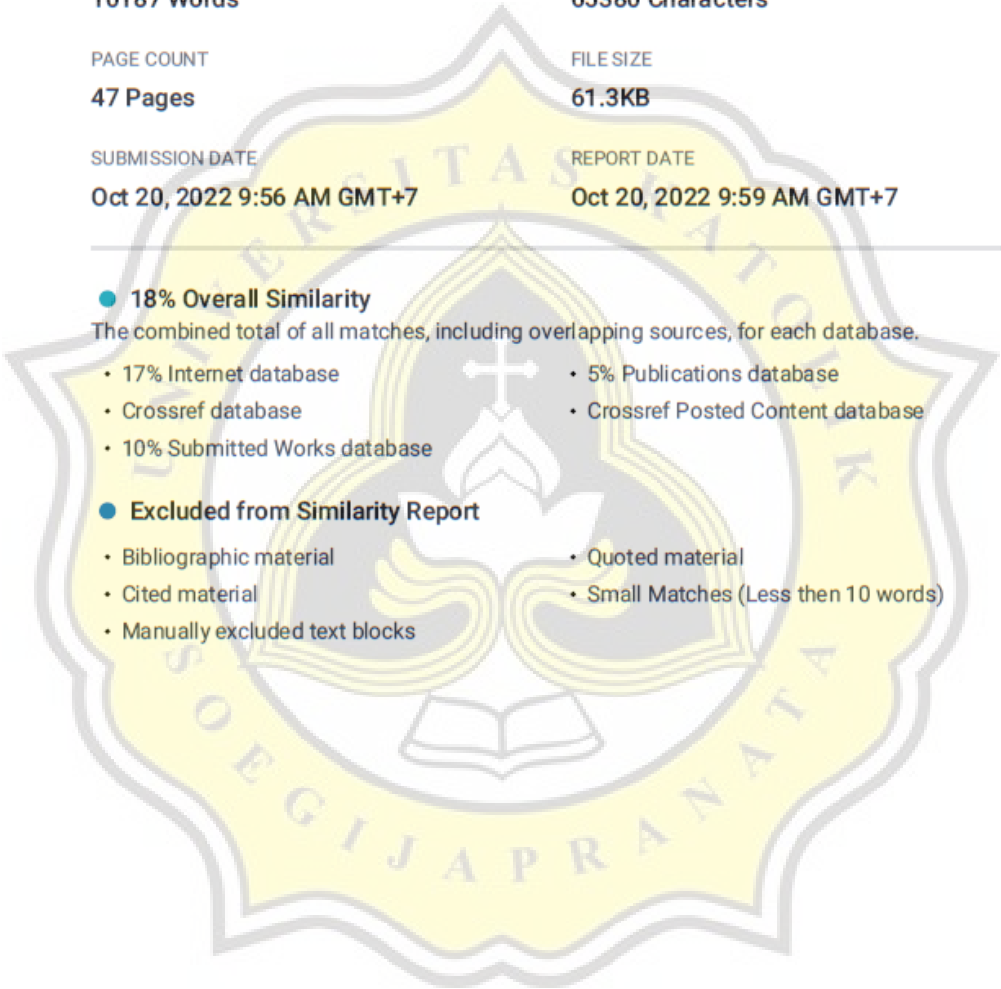 10187 Words
65380 Characters
PAGE COUNT
FILE SIZE
47 Pages
61.3KB
SUBMISSION DATE
REPORT DATE
Oct 20, 2022 9:56 AM GMT+7
Oct 20, 2022 9:59 AM GMT+7
18% Overall Similarity
The combined total of all matches, including overlapping sources, for each database.
• 17% Internet database
• 5% Publications database
• Crossref database
• Crossref Posted Content database
• 10% Submitted Works database
Excluded from Similarity Report
• Bibliographic material
• Quoted material
• Cited material
• Small Matches (Less then 10 words)
• Manually excluded text blocks
UNIVERSITAS KATOLIK
SOEGIJAPRANATA